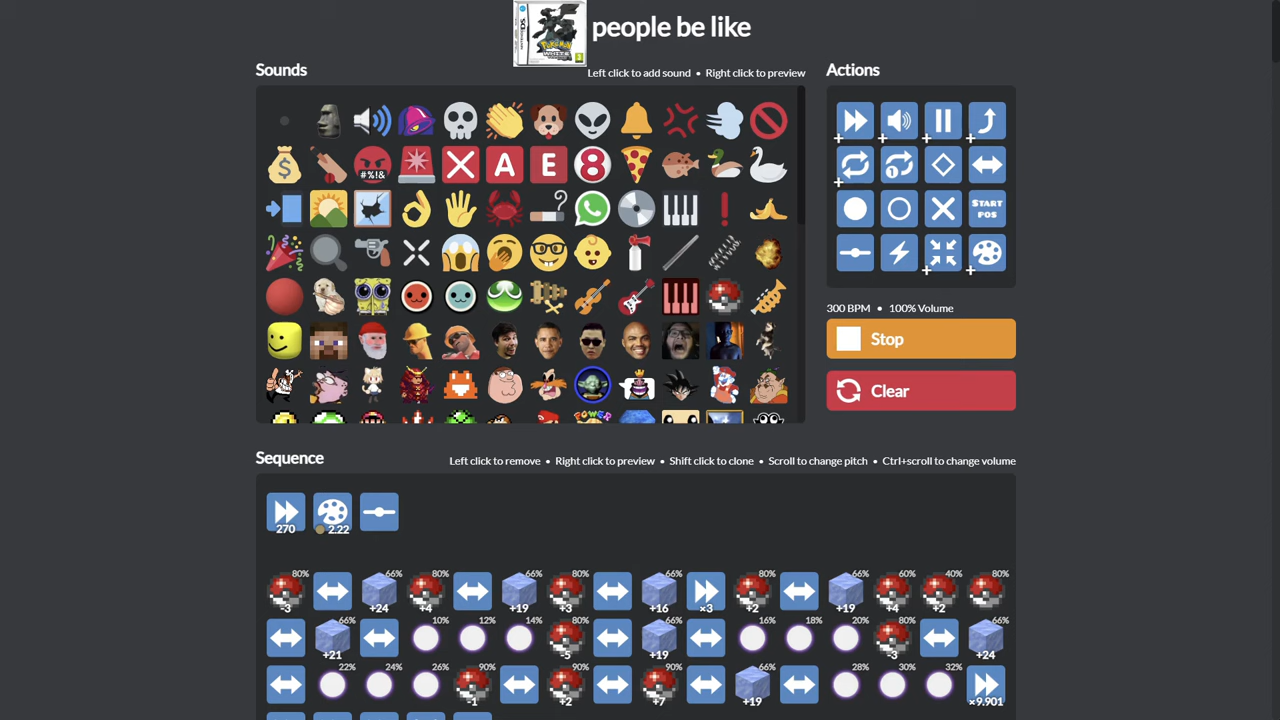 people be like
Sounds
Left click to add sound • Right click to preview
Actions
#%!&
A
E
8
1
START
POS
300 BPM • 100% Volume
Stop
Clear
POWER
Sequence
Left click to remove • Right click to preview • Shift click to clone • Scroll to change pitch • Ctrl+scroll to change volume
270
2.22
80% 66% 80% 66% 80% 66% 80% 66% 60% 40% 80%
-3 +24 +4 +19 +3 +16 ×3 +2 +19 +4 +2
66% 10% 12% 14% 80% 66% 16% 18% 20% 80% 66%
+21 -5 +19 -3 +24
22% 24% 26% 90% 90% 90% 66% 28% 30% 32%
-1 +2 +7 +19 ×9.901